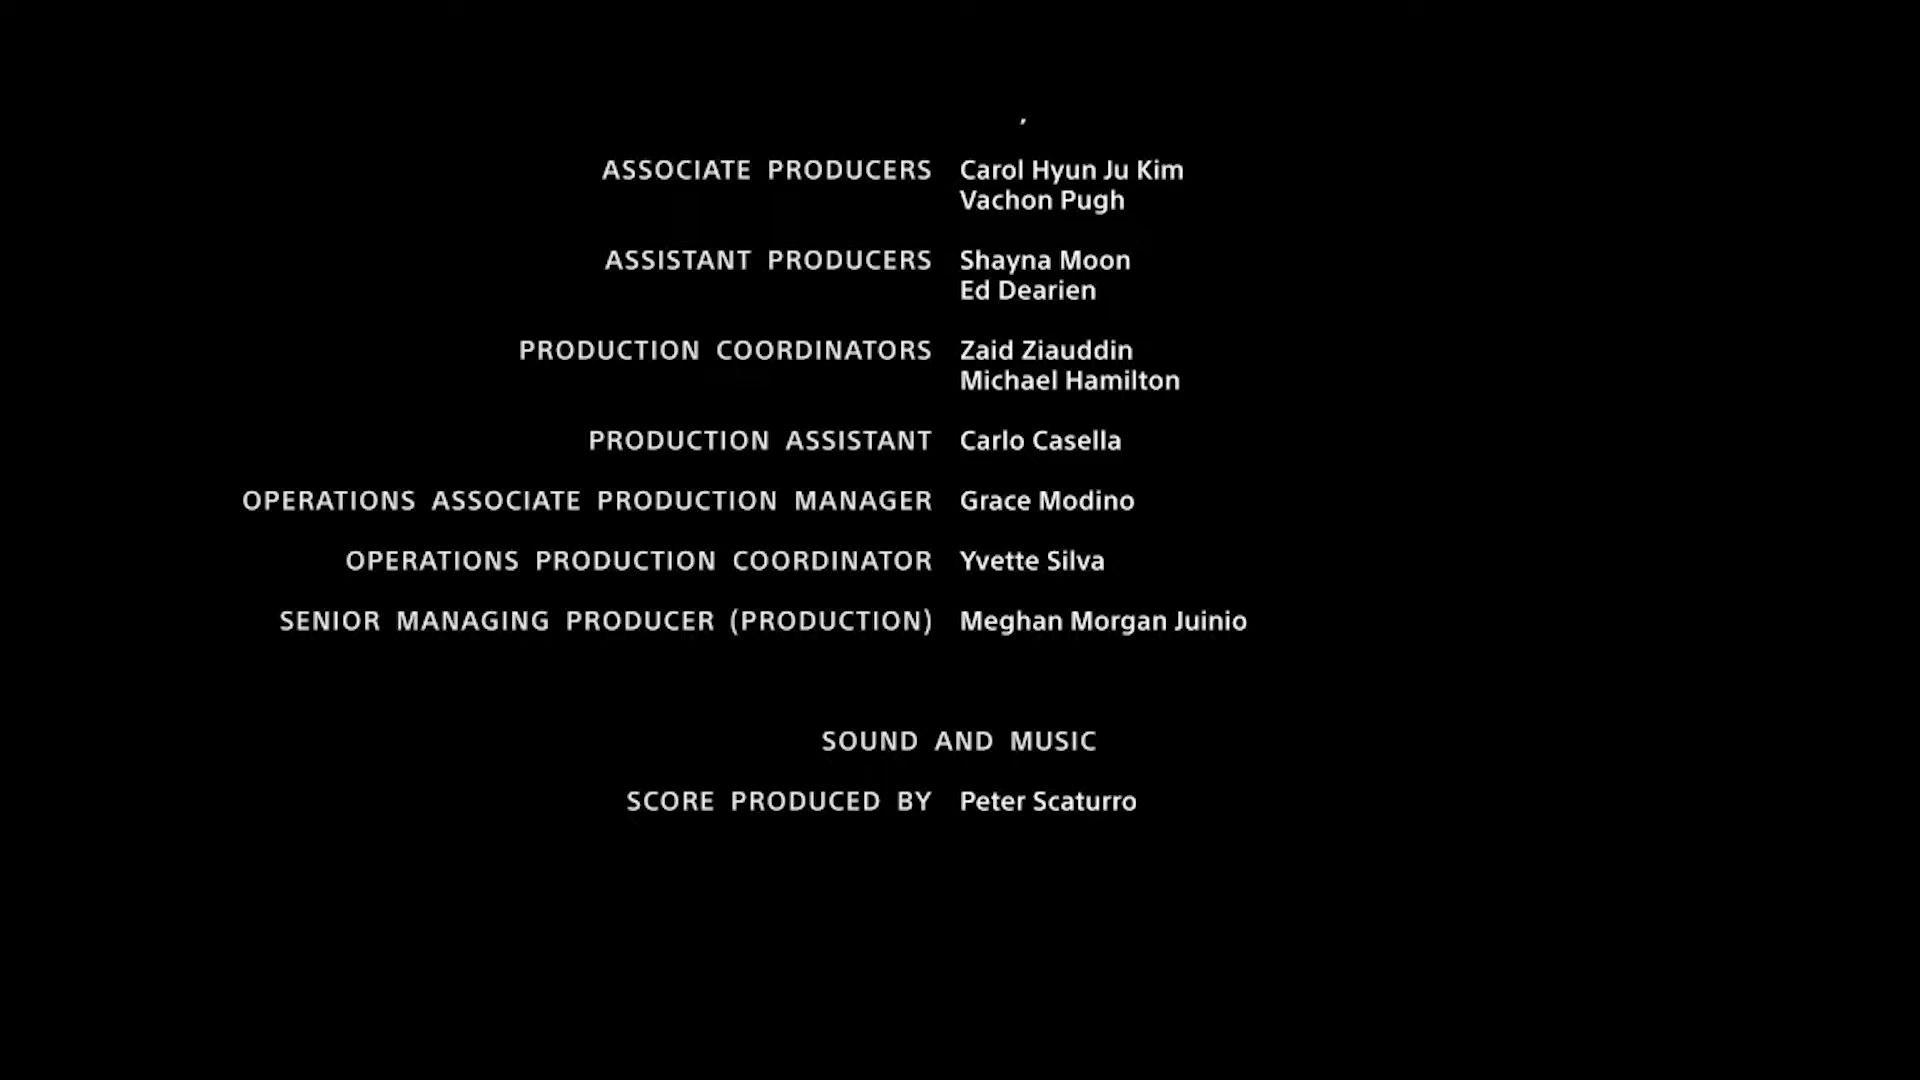 ASSOCIATE PRODUCERS Carol Hyun Ju Kim
Vachon Pugh
ASSISTANT PRODUCERS Shayna Moon
Ed Dearien
PRODUCTION COORDINATORS Zaid Ziauddin
Michael Hamilton
PRODUCTION ASSISTANT Carlo Casella
OPERATIONS ASSOCIATE PRODUCTION MANAGER Grace Modino
OPERATIONS PRODUCTION COORDINATOR Yvette Silva
SENIOR MANAGING PRODUCER (PRODUCTION) Meghan Morgan Juinio
SOUND AND MUSIC
SCORE PRODUCED BY Peter Scaturro